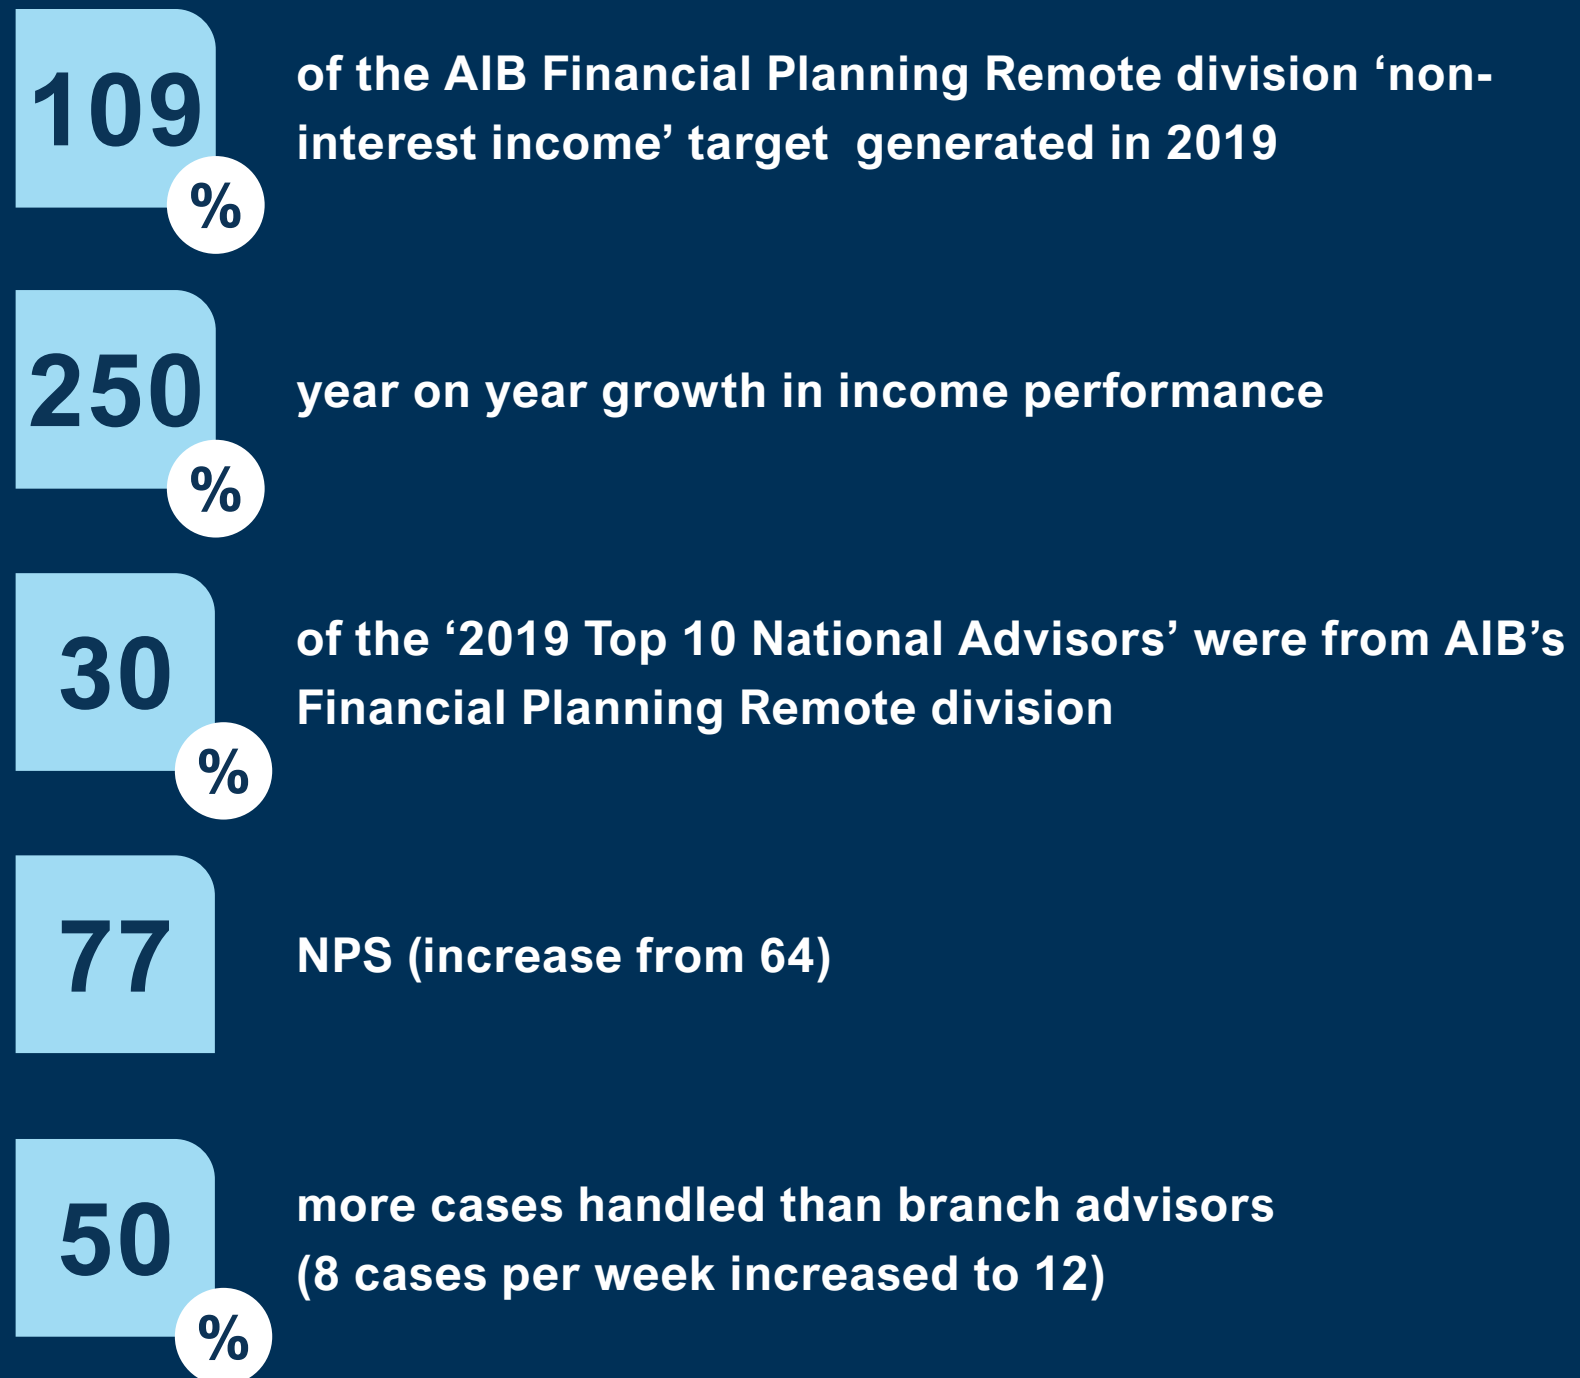 109
%
of the AIB Financial Planning Remote division ‘non-
interest income’ target  generated in 2019
250
%
year on year growth in income performance
30
%
of the ‘2019 Top 10 National Advisors’ were from AIB’s
Financial Planning Remote division
77
NPS (increase from 64)
50
%
more cases handled than branch advisors
(8 cases per week increased to 12)